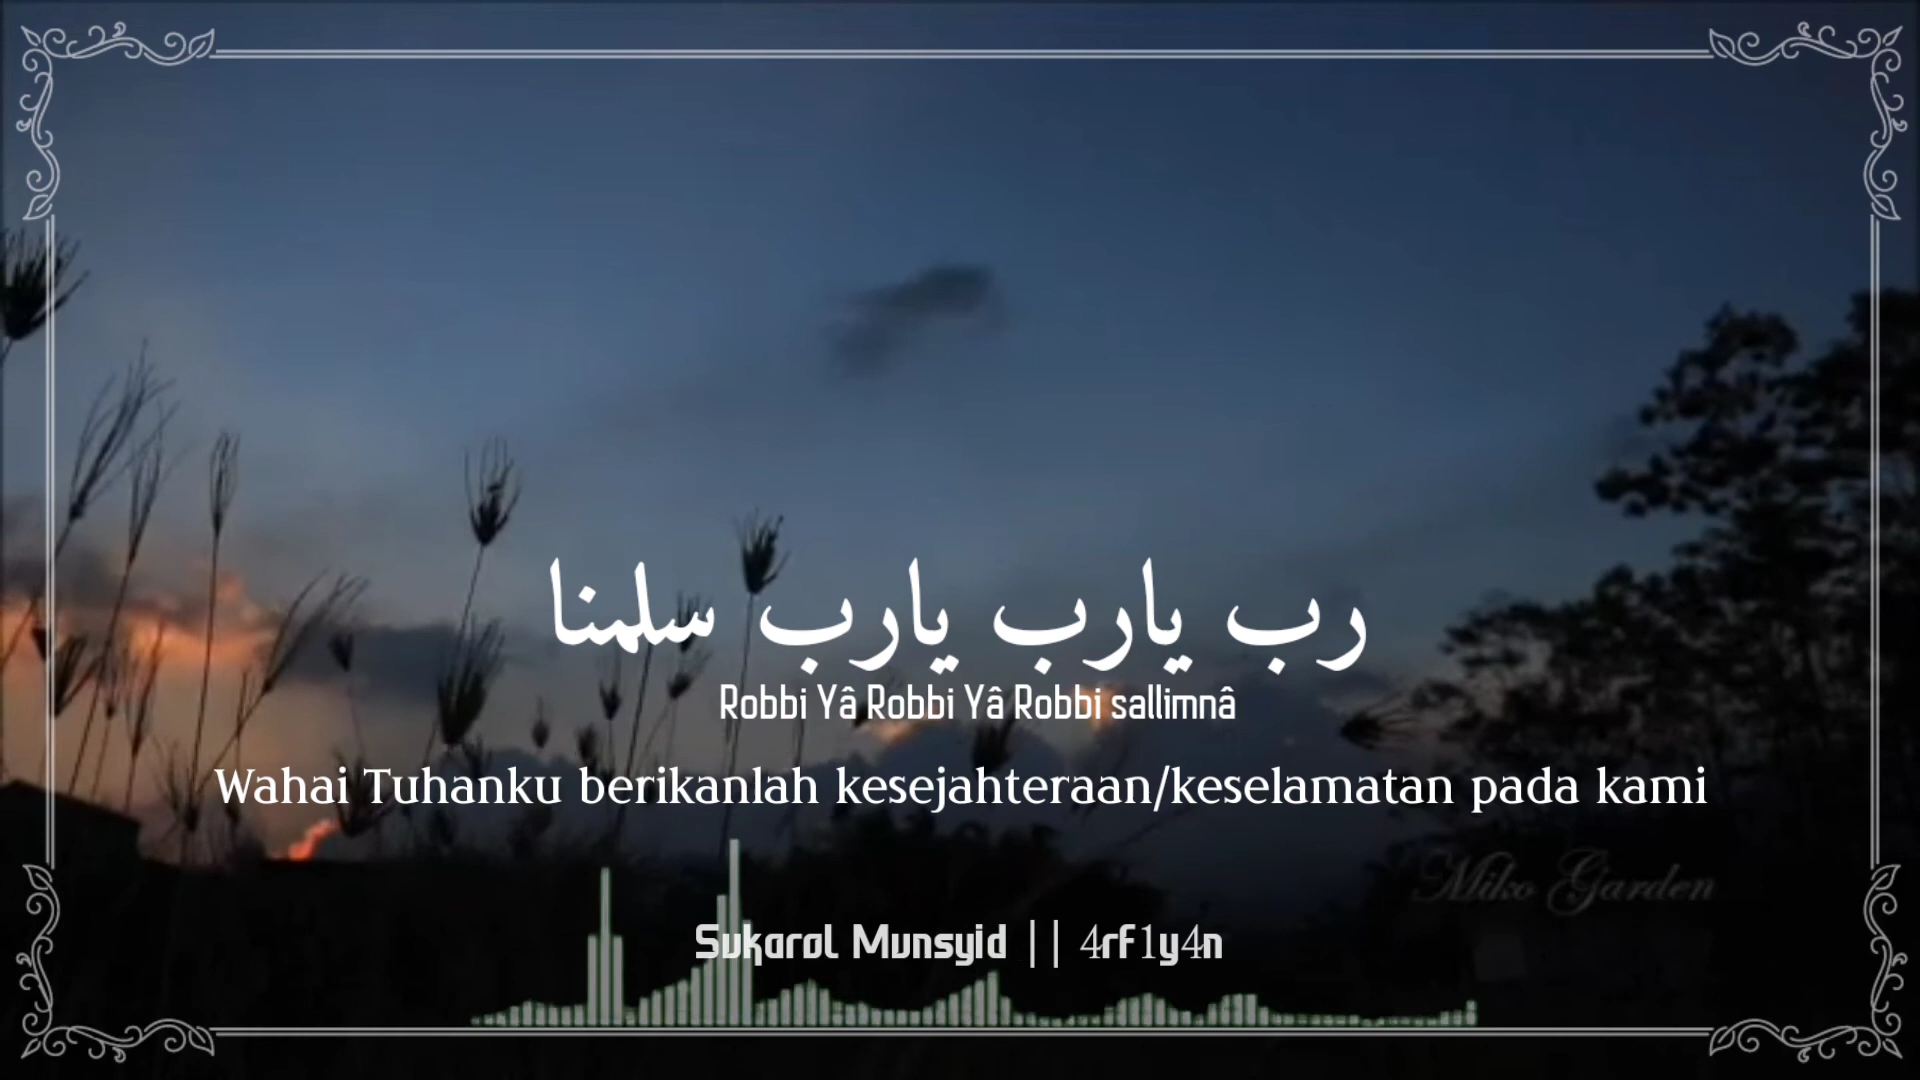 رب يارب يارب سلمنا
Robbi Yâ Robbi Yâ Robbi sallimnâ
Wahai Tuhanku berikanlah kesejahteraan/keselamatan pada kami
Miko Garden
Sukarol Munsyid || 4rf1y4n